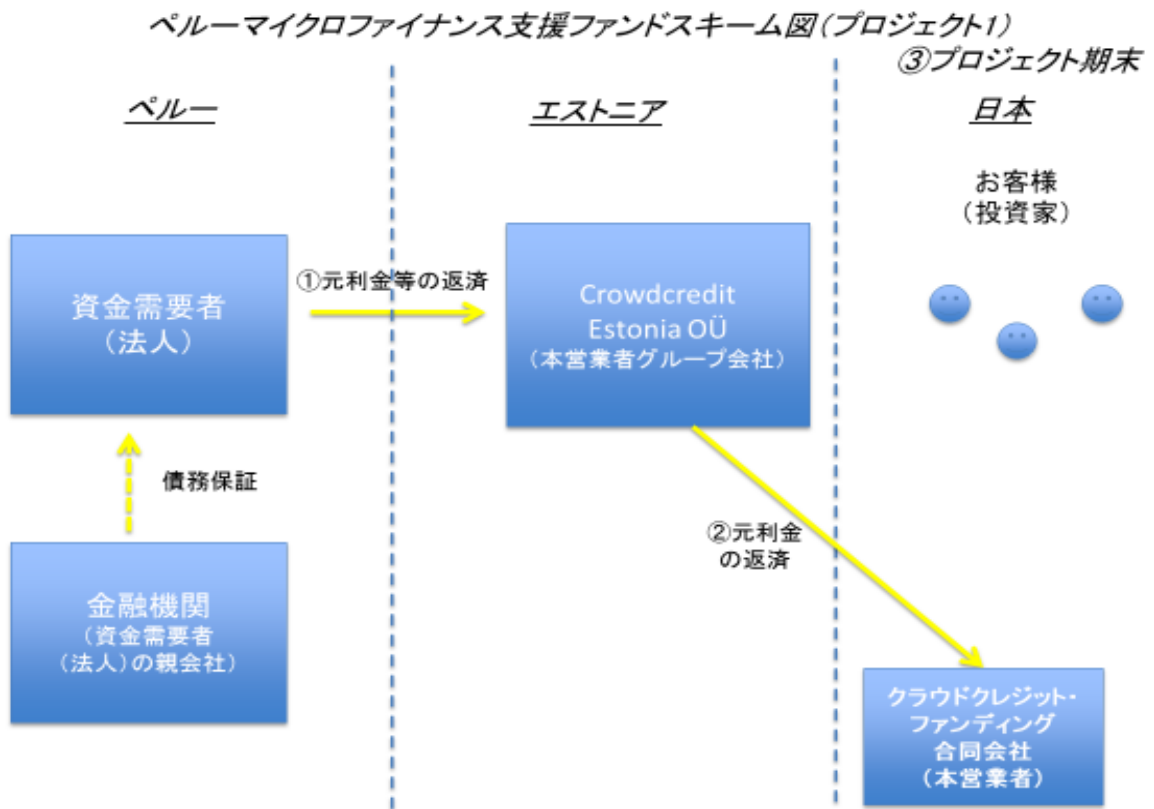 ペルーマイクロファイナンス支援ファンドスキーム図（プロジェクト1）
③プロジェクト期末
ペルー
エストニア
日本
お客様
（投資家）
資金需要者
（法人）
①元利金等の返済
Crowdcredit
Estonia OÜ
（本営業者グループ会社）
債務保証
②元利金
の返済
金融機関
（資金需要者
（法人）の親会社）
クラウドクレジット・
ファンディング
合同会社
（本営業者）